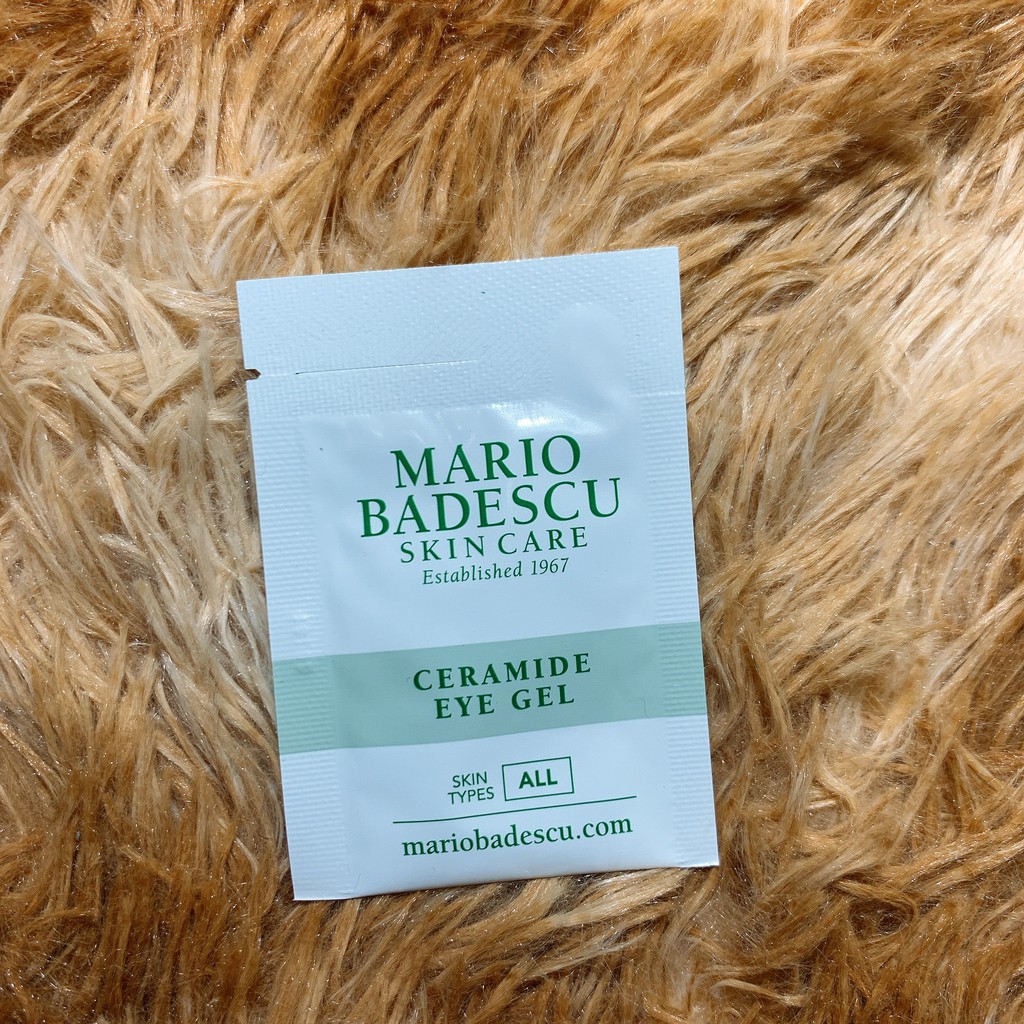 MARIO
BADESCU
SKIN CARE
Established 1967
CERAMIDE
EYE GEL
SKIN
TYPES
ALL
mariobadescu.com